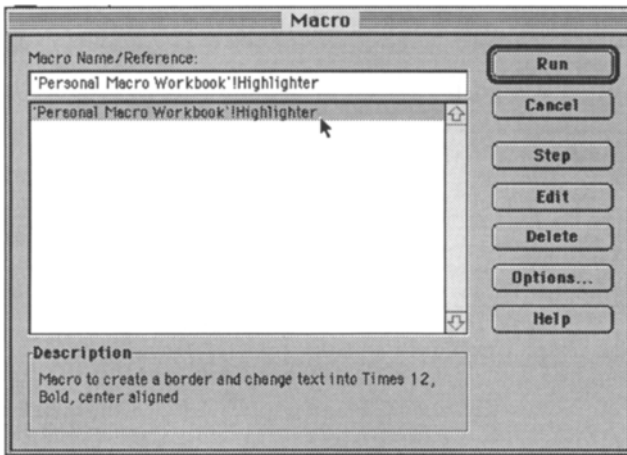 Macro
Macro Name/Reference:
'Personal Macro Workbook'!Highlighter
'Personal Macro Workbook'!Highlighter
Run
Cancel
Step
Edit
Delete
Options...
Help
Description
Macro to create a border and change text into Times 12,
Bold, center aligned